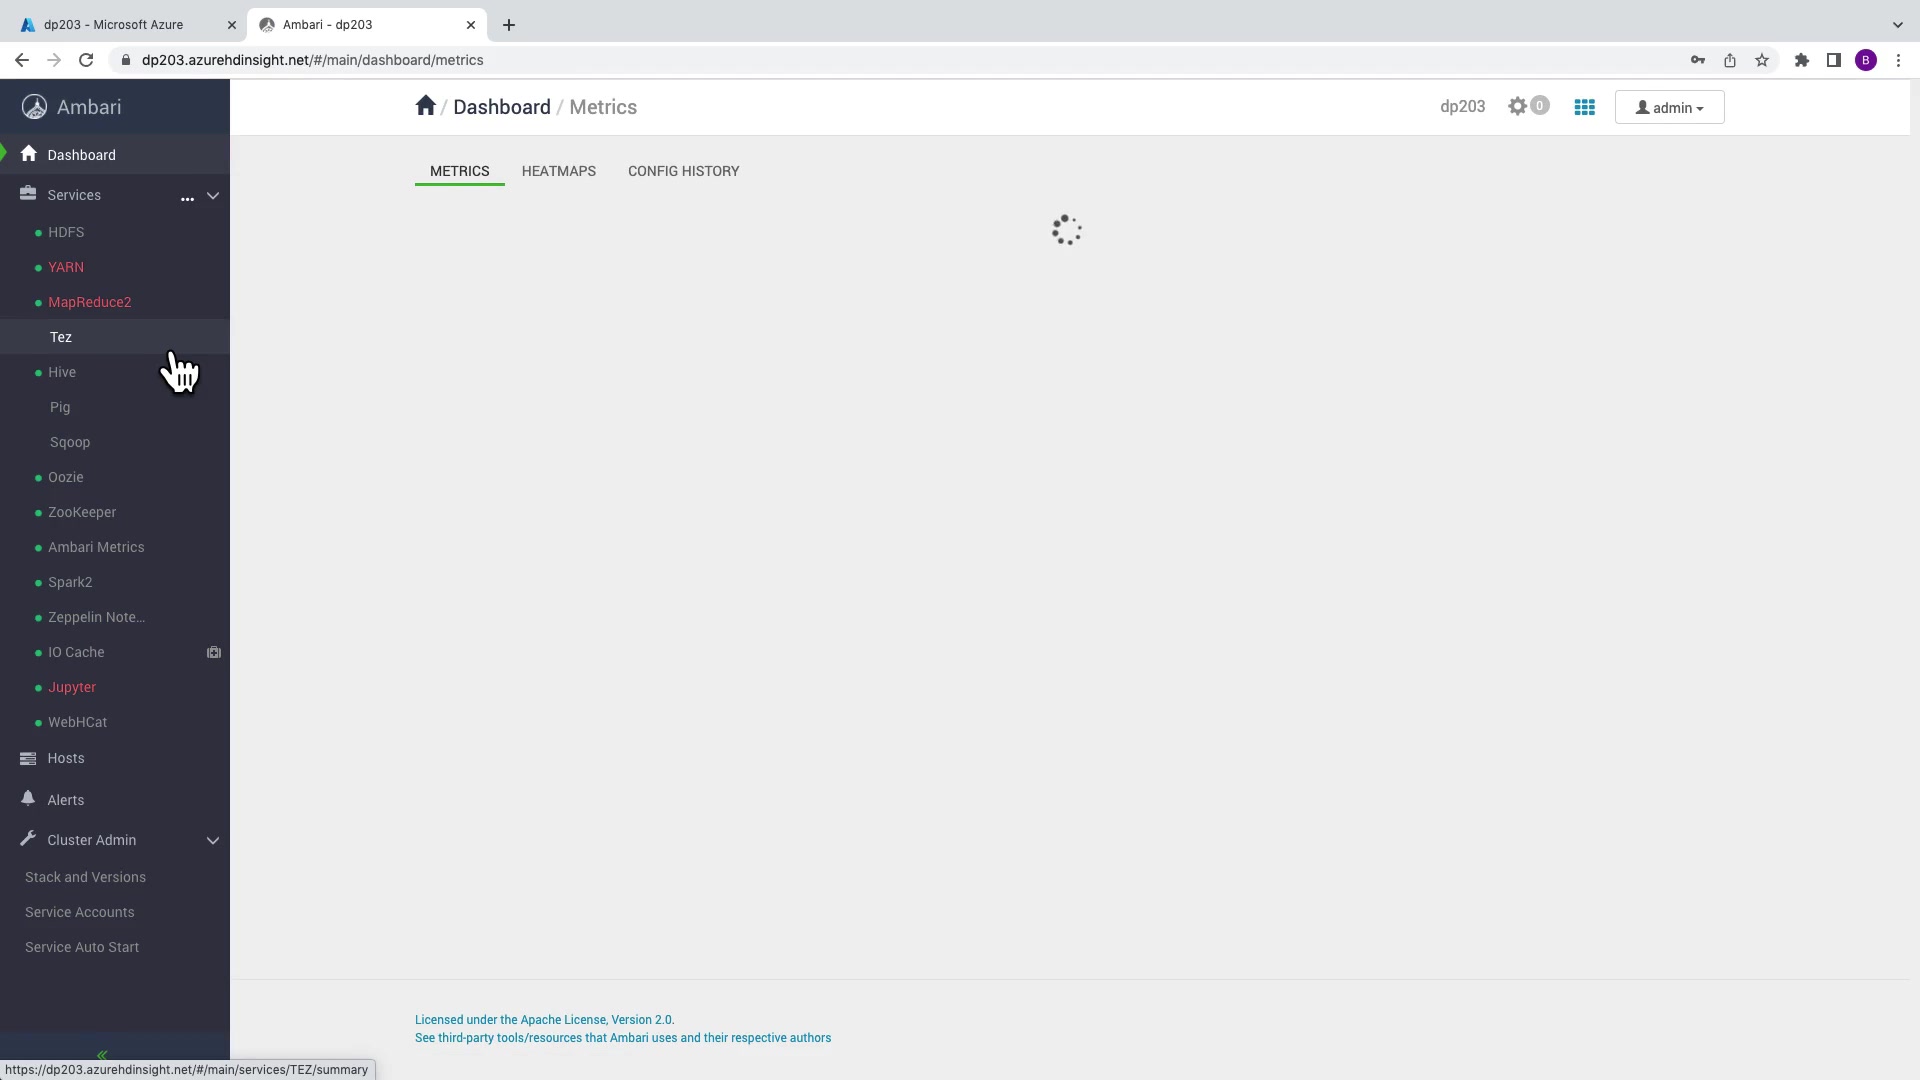 dp203 - Microsoft Azure
Ambari - dp203
dp203.azurehdinsight.net/#/main/dashboard/metrics
B
Ambari
/ Dashboard / Metrics
dp203
0
admin
Dashboard
METRICS
HEATMAPS
CONFIG HISTORY
Services
...
HDFS
YARN
MapReduce2
Tez
Hive
Pig
Sqoop
Oozie
ZooKeeper
Ambari Metrics
Spark2
Zeppelin Note...
IO Cache
Jupyter
WebHCat
Hosts
Alerts
Cluster Admin
Stack and Versions
Service Accounts
Service Auto Start
Licensed under the Apache License, Version 2.0.
See third-party tools/resources that Ambari uses and their respective authors
https://dp203.azurehdinsight.net/#/main/services/TEZ/summary